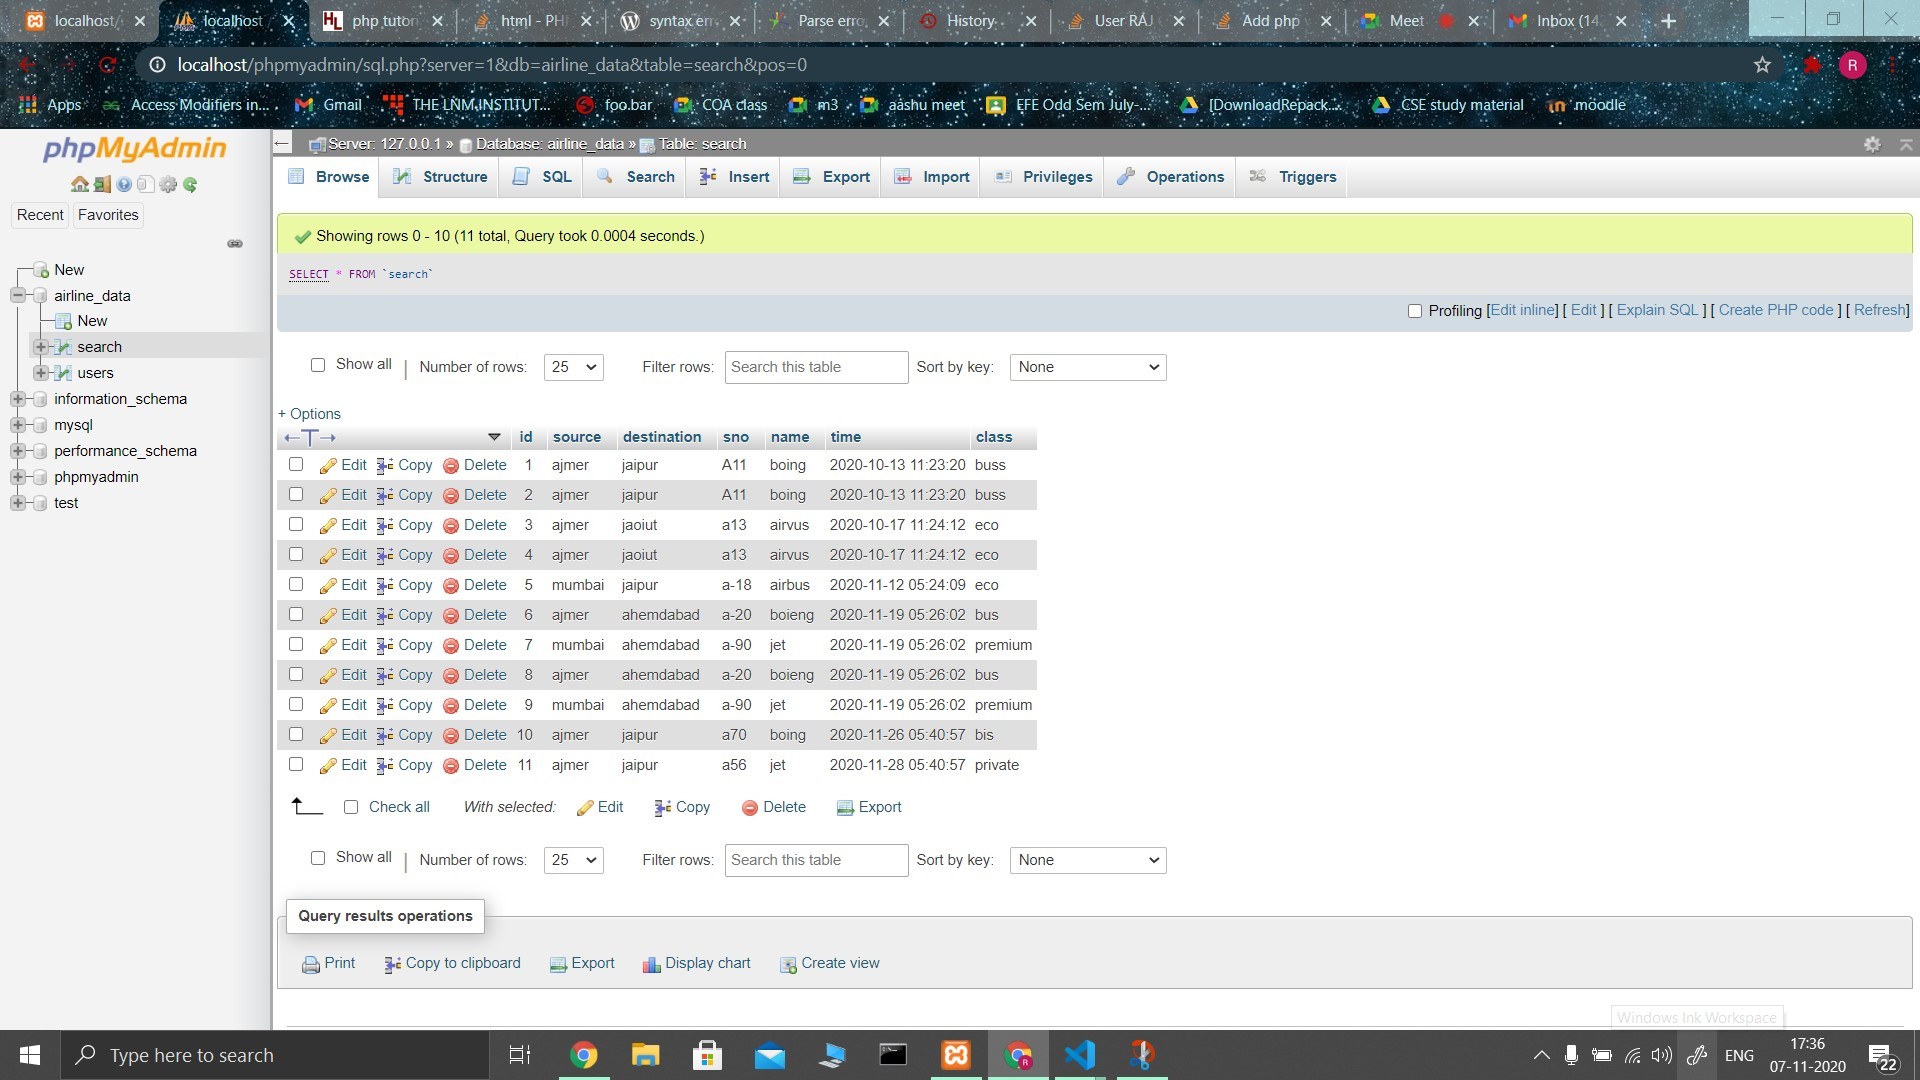 localhost/
localhost
php tutor
html - PH
syntax err
Parse erro
History
User RAJ
Add php
Meet
Inbox (14
localhost/phpmyadmin/sql.php?server=1&db=airline_data&table=search&pos=0
R
Apps
Access Modifiers in...
Gmail
THE LNM INSTITUT...
foo.bar
COA class
m3
aashu meet
EFE Odd Sem July-...
[DownloadRepack....
CSE study material
moodle
phpMyAdmin
Recent Favorites
New
airline_data
New
search
users
information_schema
mysql
performance_schema
phpmyadmin
test
Server: 127.0.0.1 » Database: airline_data » Table: search
Browse Structure SQL Search Insert Export Import Privileges Operations Triggers
Showing rows 0 - 10 (11 total, Query took 0.0004 seconds.)
SELECT * FROM `search`
Profiling [Edit inline] [ Edit ] [ Explain SQL ] [ Create PHP code ] [ Refresh]
Show all | Number of rows: 25 Filter rows: Search this table Sort by key: None
+ Options
←T→ id source destination sno name time class
Edit Copy Delete 1 ajmer jaipur A11 boing 2020-10-13 11:23:20 buss
Edit Copy Delete 2 ajmer jaipur A11 boing 2020-10-13 11:23:20 buss
Edit Copy Delete 3 ajmer jaoiut a13 airvus 2020-10-17 11:24:12 eco
Edit Copy Delete 4 ajmer jaoiut a13 airvus 2020-10-17 11:24:12 eco
Edit Copy Delete 5 mumbai jaipur a-18 airbus 2020-11-12 05:24:09 eco
Edit Copy Delete 6 ajmer ahemdabad a-20 boieng 2020-11-19 05:26:02 bus
Edit Copy Delete 7 mumbai ahemdabad a-90 jet 2020-11-19 05:26:02 premium
Edit Copy Delete 8 ajmer ahemdabad a-20 boieng 2020-11-19 05:26:02 bus
Edit Copy Delete 9 mumbai ahemdabad a-90 jet 2020-11-19 05:26:02 premium
Edit Copy Delete 10 ajmer jaipur a70 boing 2020-11-26 05:40:57 bis
Edit Copy Delete 11 ajmer jaipur a56 jet 2020-11-28 05:40:57 private
Check all With selected: Edit Copy Delete Export
Show all | Number of rows: 25 Filter rows: Search this table Sort by key: None
Query results operations
Print Copy to clipboard Export Display chart Create view
Windows Ink Workspace
Type here to search
ENG
17:36
07-11-2020
22